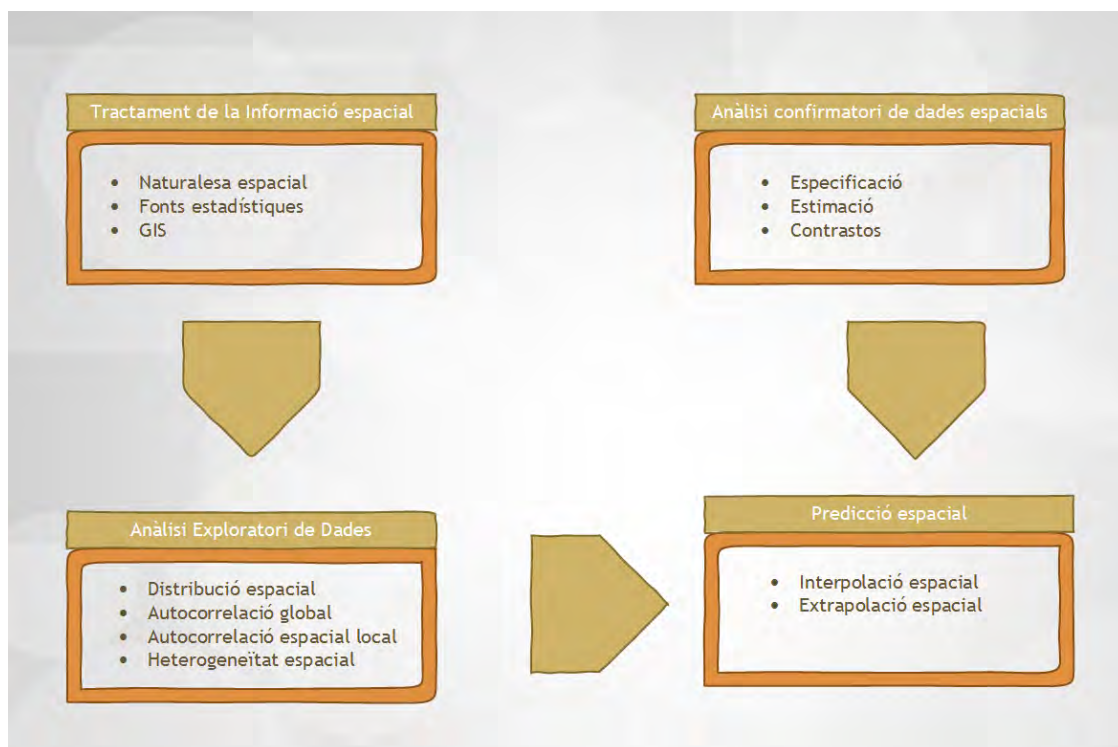 Tractament de la Informació espacial
• Naturalesa espacial
• Fonts estadístiques
• GIS
Anàlisi confirmatori de dades espacials
• Especificació
• Estimació
• Contrastos
Anàlisi Exploratori de Dades
• Distribució espacial
• Autocorrelació global
• Autocorrelació espacial local
• Heterogeneïtat espacial
Predicció espacial
• Interpolació espacial
• Extrapolació espacial